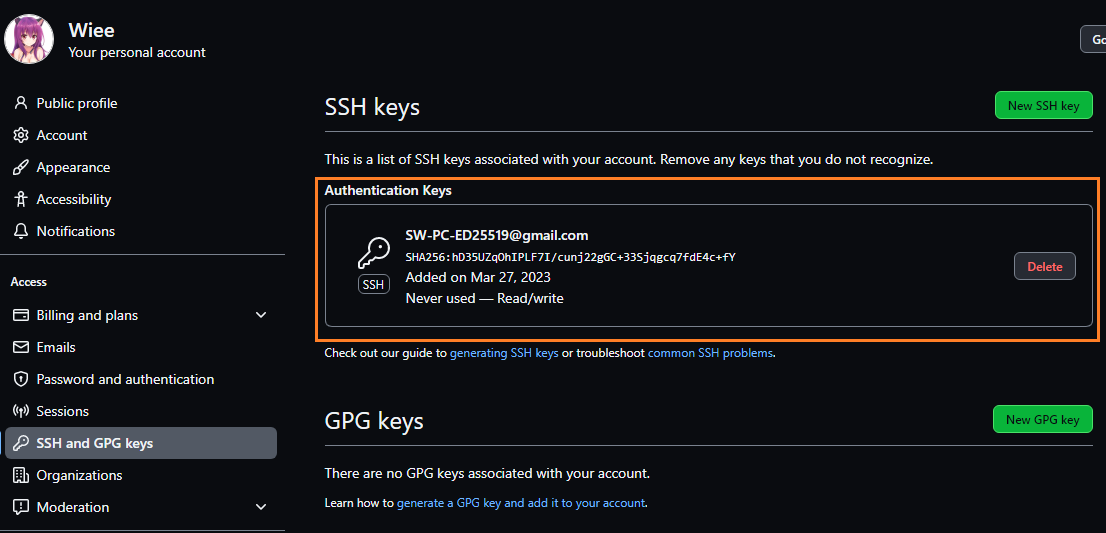 Wiee
Your personal account
Go
Public profile
Account
Appearance
Accessibility
Notifications
Access
Billing and plans
Emails
Password and authentication
Sessions
SSH and GPG keys
Organizations
Moderation
SSH keys
New SSH key
This is a list of SSH keys associated with your account. Remove any keys that you do not recognize.
Authentication Keys
SW-PC-ED25519@gmail.com
SHA256:hD35UZqOhIPLF7I/cunj22gGC+33Sjqgcq7fdE4c+fY
Added on Mar 27, 2023
Never used — Read/write
SSH
Delete
Check out our guide to generating SSH keys or troubleshoot common SSH problems.
GPG keys
New GPG key
There are no GPG keys associated with your account.
Learn how to generate a GPG key and add it to your account.